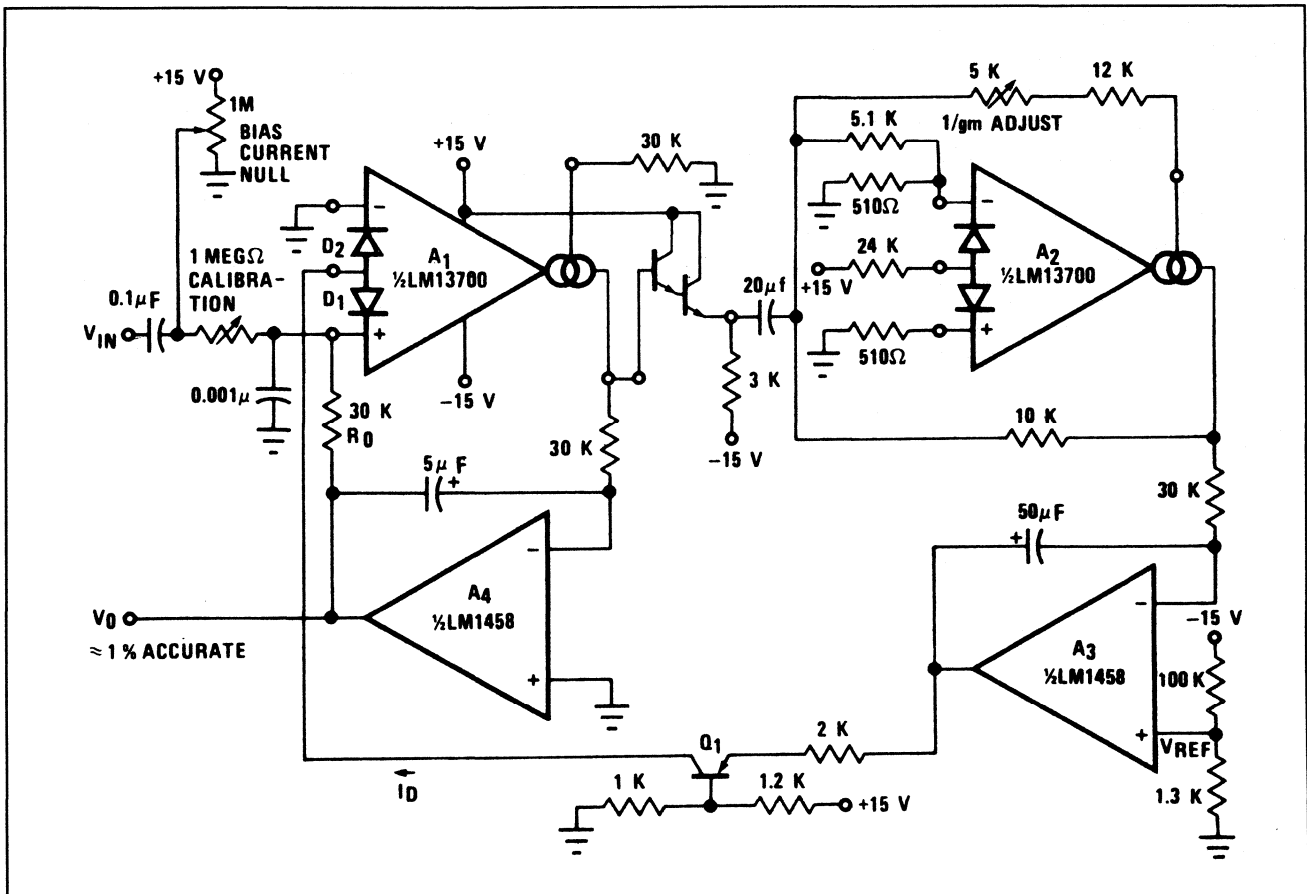 +15 V
1M
BIAS
CURRENT
NULL
+15 V
30 K
5 K
12 K
1/gm ADJUST
5.1 K
510Ω
24 K
+15 V
510Ω
−
D2
D1
+
A1
½LM13700
−
+
A2
½LM13700
1 MEGΩ
CALIBRA-
TION
0.1μF
VIN
0.001μ
−15 V
20μf
3 K
−15 V
30 K
R0
30 K
10 K
30 K
5μF
+
50μF
+
−
+
A4
½LM1458
V0
≈ 1 % ACCURATE
−
+
A3
½LM1458
−15 V
100 K
VREF
1.3 K
Q1
2 K
1 K
1.2 K
+15 V
ID